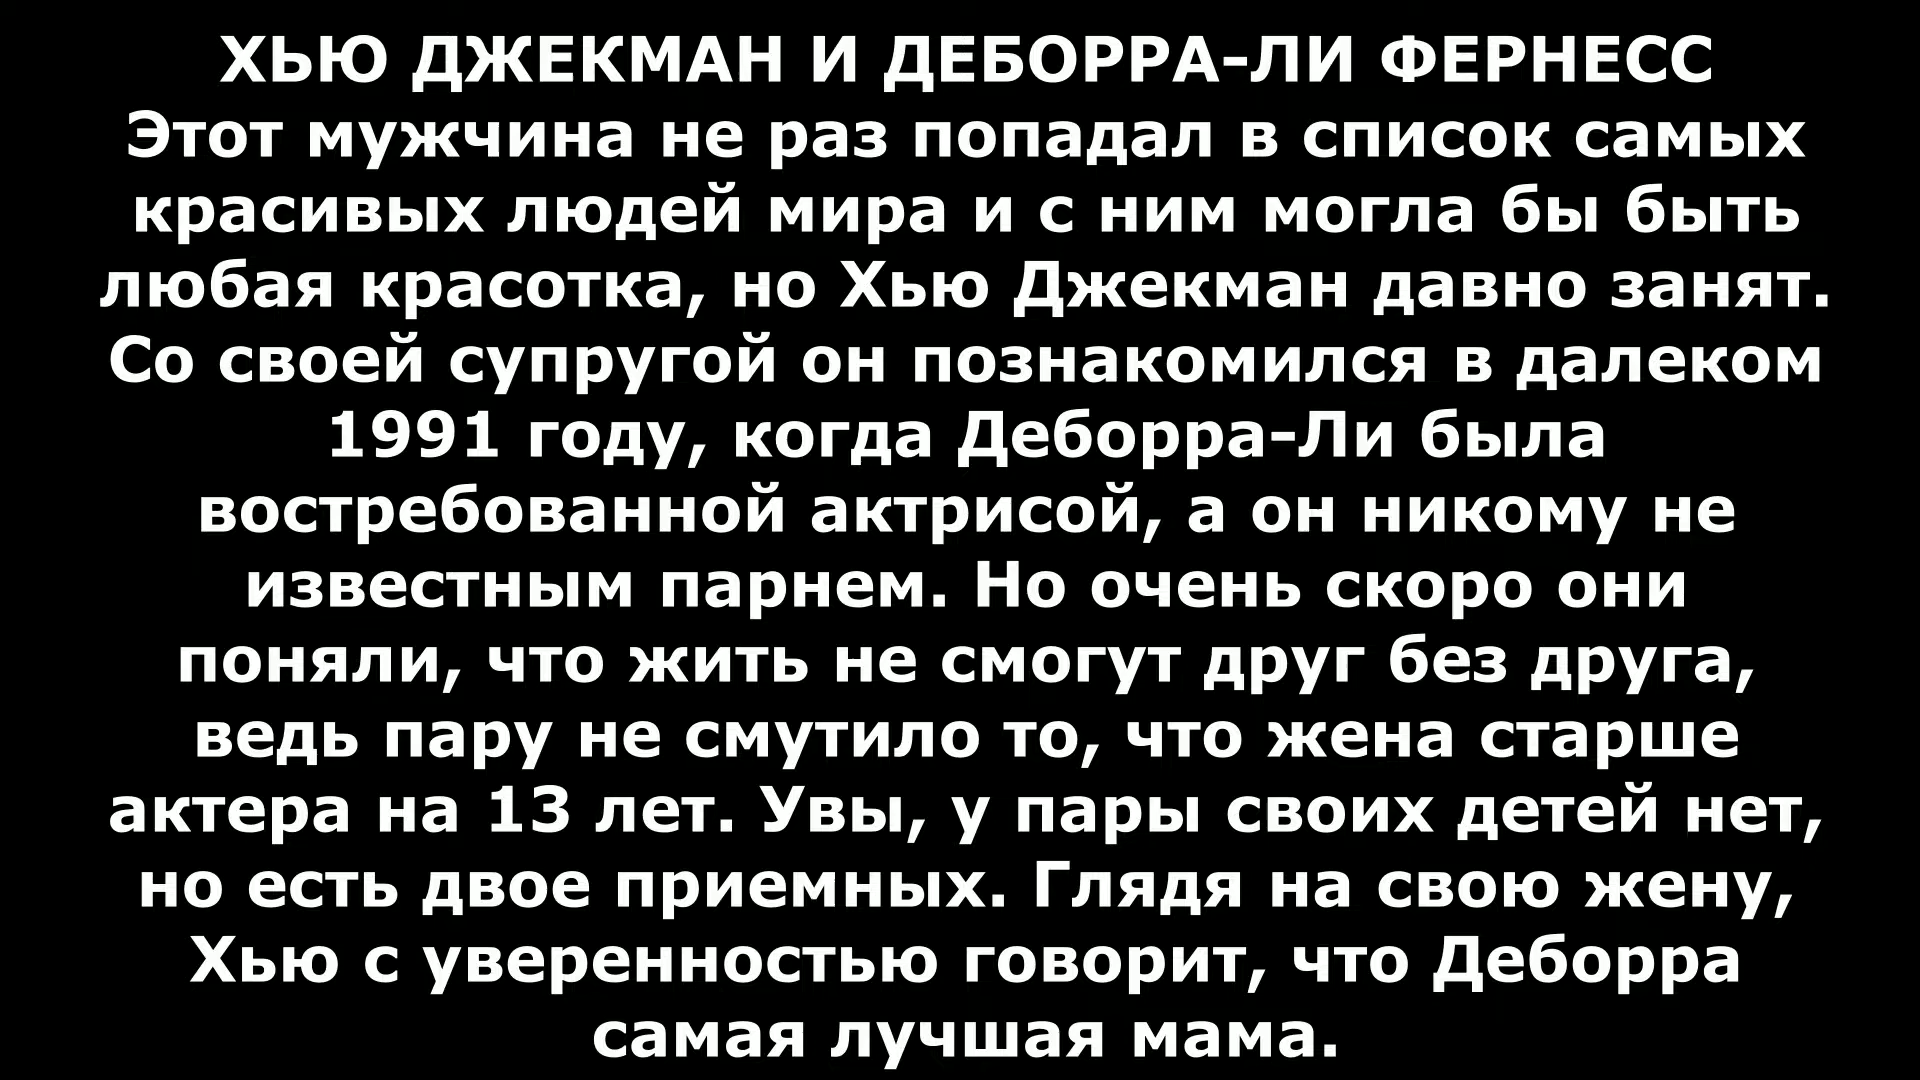 ХЬЮ ДЖЕКМАН И ДЕБОРРА-ЛИ ФЕРНЕСС
Этот мужчина не раз попадал в список самых
красивых людей мира и с ним могла бы быть
любая красотка, но Хью Джекман давно занят.
Со своей супругой он познакомился в далеком
1991 году, когда Деборра-Ли была
востребованной актрисой, а он никому не
известным парнем. Но очень скоро они
поняли, что жить не смогут друг без друга,
ведь пару не смутило то, что жена старше
актера на 13 лет. Увы, у пары своих детей нет,
но есть двое приемных. Глядя на свою жену,
Хью с уверенностью говорит, что Деборра
самая лучшая мама.